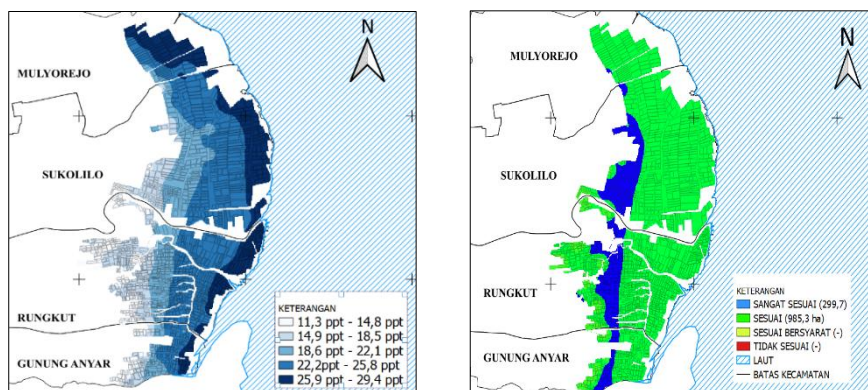 N
MULYOREJO
SUKOLILO
RUNGKUT
GUNUNG ANYAR
KETERANGAN
11,3 ppt - 14,8 ppt
14,9 ppt - 18,5 ppt
18,6 ppt - 22,1 ppt
22,2ppt - 25,8 ppt
25,9 ppt - 29,4 ppt
N
MULYOREJO
SUKOLILO
RUNGKUT
GUNUNG ANYAR
KETERANGAN
SANGAT SESUAI (299,7)
SESUAI (985,3 ha)
SESUAI BERSYARAT (-)
TIDAK SESUAI (-)
LAUT
BATAS KECAMATAN